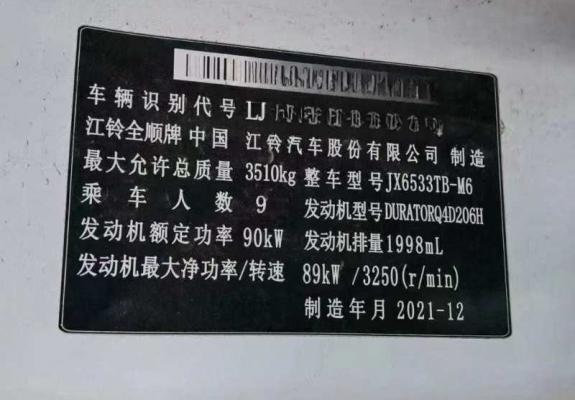 车辆识别代号 LJ
江铃全顺牌 中国 江铃汽车股份有限公司 制造
最大允许总质量 3510kg 整车型号JX6533TB-M6
乘车人数 9 发动机型号DURATORQ4D206H
发动机额定功率 90kW 发动机排量1998mL
发动机最大净功率/转速 89kW /3250(r/min)
制造年月 2021-12